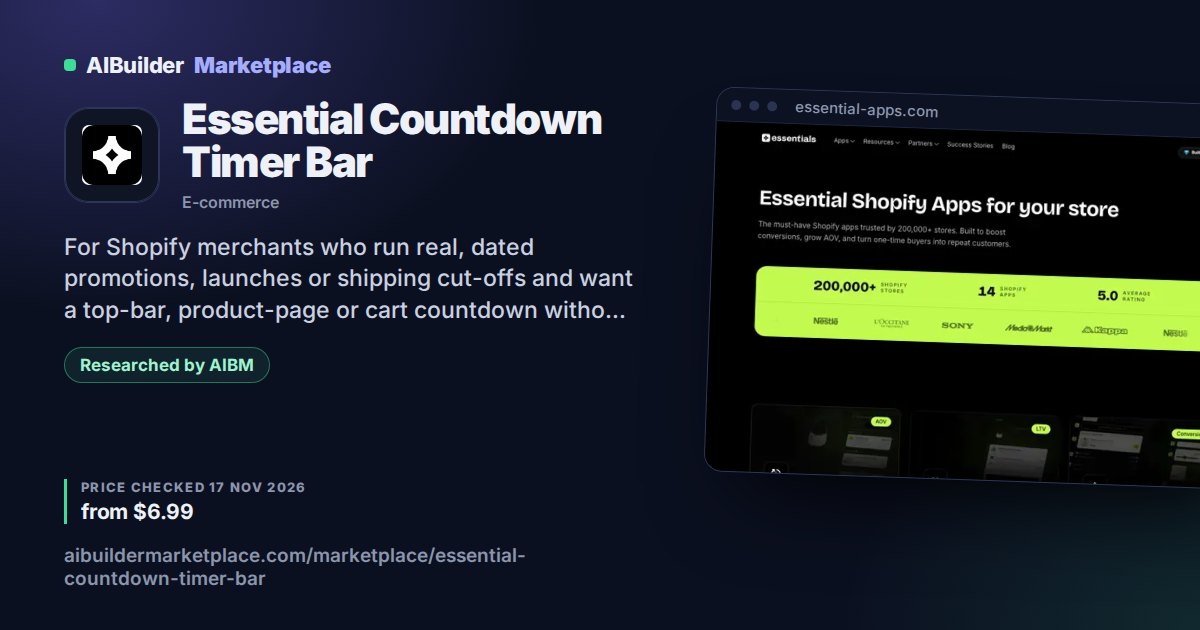 AIBuilder Marketplace
Essential Countdown
Timer Bar
E-commerce
For Shopify merchants who run real, dated
promotions, launches or shipping cut-offs and want
a top-bar, product-page or cart countdown witho...
Researched by AIBM
PRICE CHECKED 17 NOV 2026
from $6.99
aibuildermarketplace.com/marketplace/essential-
countdown-timer-bar
essential-apps.com
essentials Apps Resources Partners Success Stories Blog
Essential Shopify Apps for your store
The must-have Shopify apps trusted by 200,000+ stores. Built to boost
conversions, grow AOV, and turn one-time buyers into repeat customers.
200,000+ SHOPIFY STORES 14 SHOPIFY APPS 5.0 AVERAGE RATING
Nestlé L'OCCITANE SONY MediaMarkt Kappa Nestlé
AOV LTV